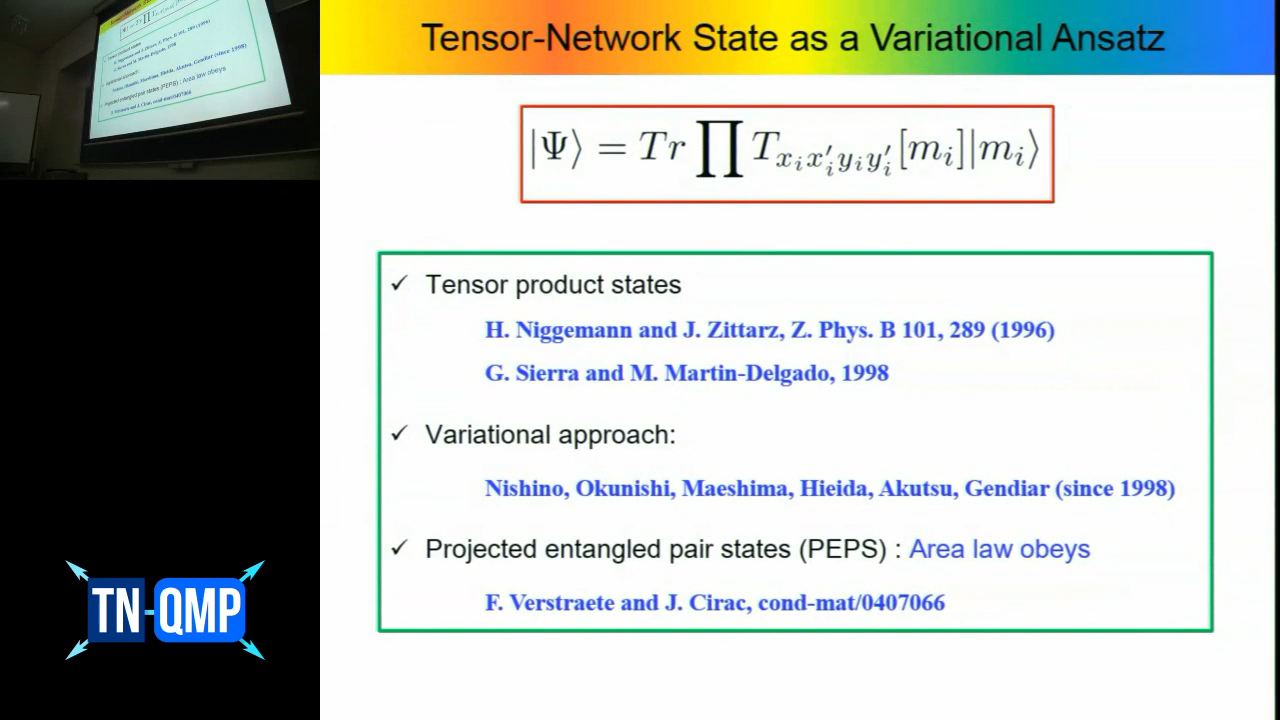 Tensor-Network State as a Variational Ansatz
|Ψ⟩ = Tr ∏ T_{x_i x'_i y_i y'_i}[m_i]|m_i⟩
✓ Tensor product states
H. Niggemann and J. Zittarz, Z. Phys. B 101, 289 (1996)
G. Sierra and M. Martin-Delgado, 1998
✓ Variational approach:
Nishino, Okunishi, Maeshima, Hieida, Akutsu, Gendiar (since 1998)
✓ Projected entangled pair states (PEPS) : Area law obeys
F. Verstraete and J. Cirac, cond-mat/0407066
TN-QMP